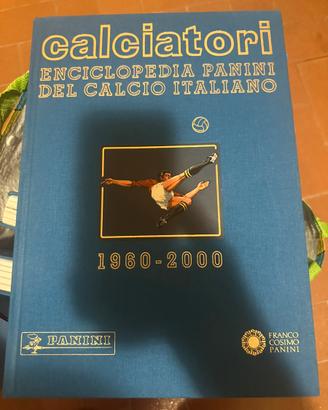 calciatori
ENCICLOPEDIA PANINI
DEL CALCIO ITALIANO
1960-2000
PANINI
FRANCO
COSIMO
PANINI